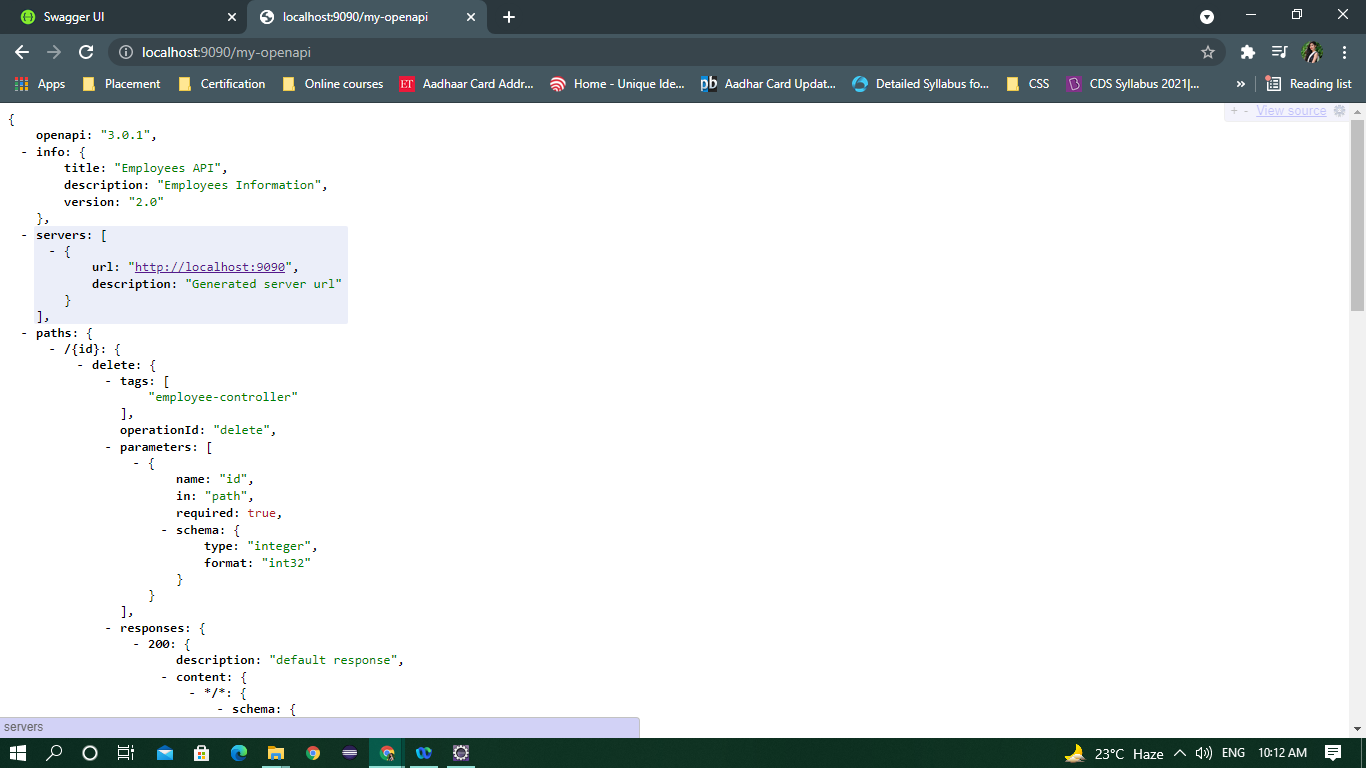 Swagger UI
localhost:9090/my-openapi
localhost:9090/my-openapi
Apps Placement Certification Online courses ET Aadhaar Card Addr... Home - Unique Ide... pb Aadhar Card Updat... Detailed Syllabus fo... CSS CDS Syllabus 2021|... » Reading list
+ - View source
{
openapi: "3.0.1",
- info: {
title: "Employees API",
description: "Employees Information",
version: "2.0"
},
- servers: [
- {
url: "http://localhost:9090",
description: "Generated server url"
}
],
- paths: {
- /{id}: {
- delete: {
- tags: [
"employee-controller"
],
operationId: "delete",
- parameters: [
- {
name: "id",
in: "path",
required: true,
- schema: {
type: "integer",
format: "int32"
}
}
],
- responses: {
- 200: {
description: "default response",
- content: {
- */*: {
- schema: {
servers
23°C Haze ENG 10:12 AM